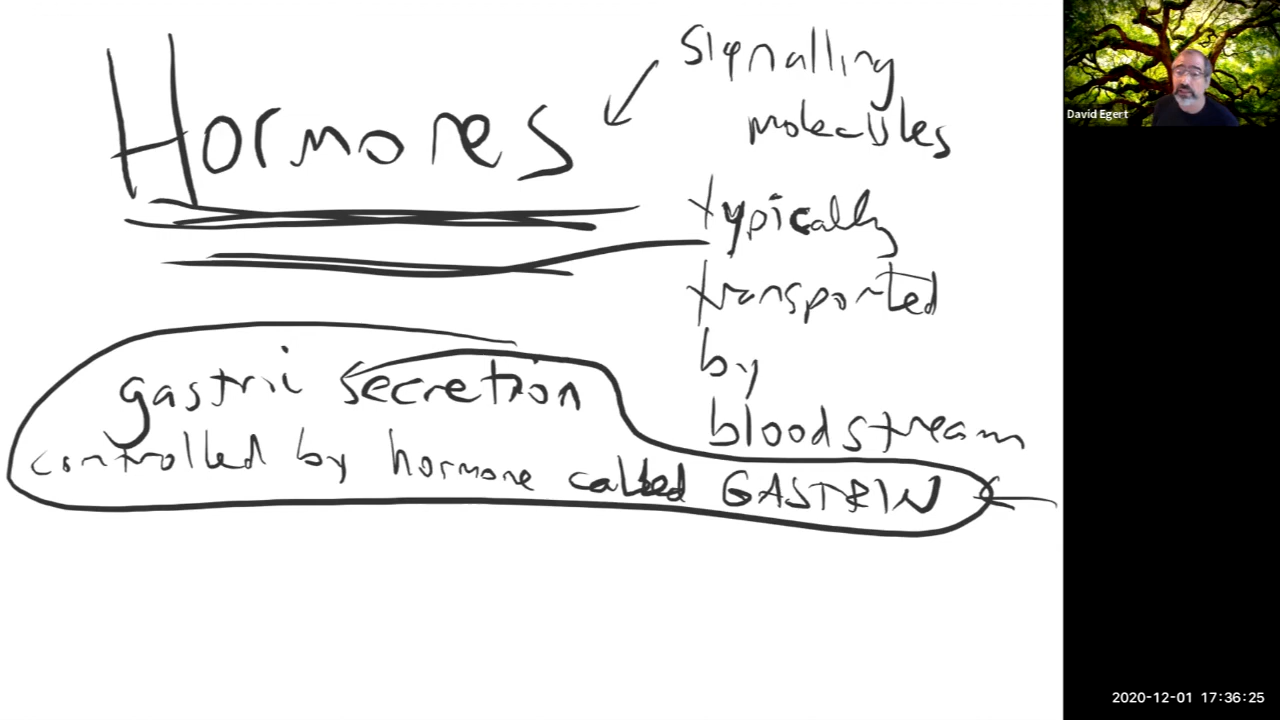 Hormones
signalling
molecules
typically
transported
by
bloodstream
gastric secretion
controlled by hormone called GASTRIN
David Egert
2020-12-01 17:36:25